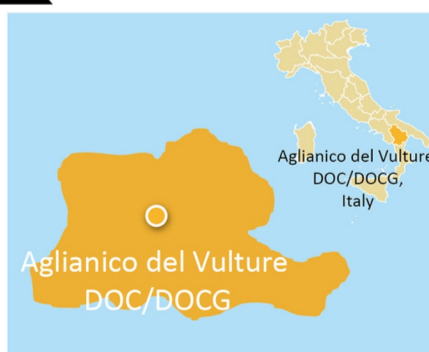 Aglianico del Vulture
DOC/DOCG,
Italy
Aglianico del Vulture
DOC/DOCG